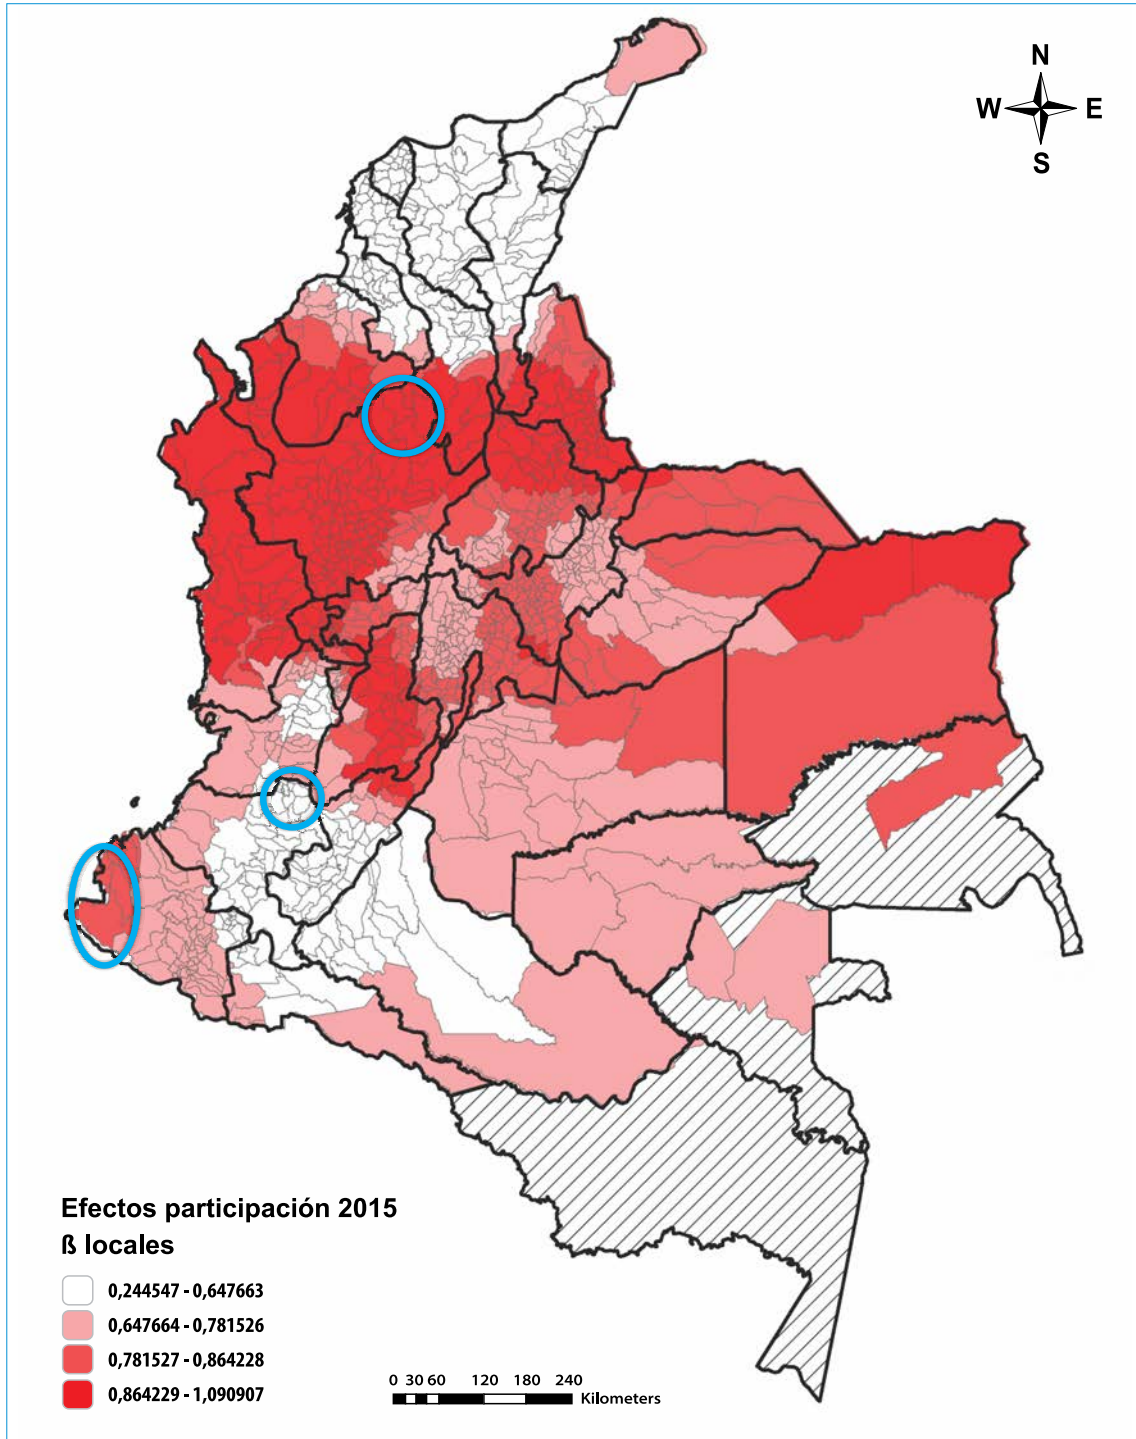 N
W E
S
Efectos participación 2015
ß locales
0,244547 - 0,647663
0,647664 - 0,781526
0,781527 - 0,864228
0,864229 - 1,090907
0 30 60 120 180 240
Kilometers